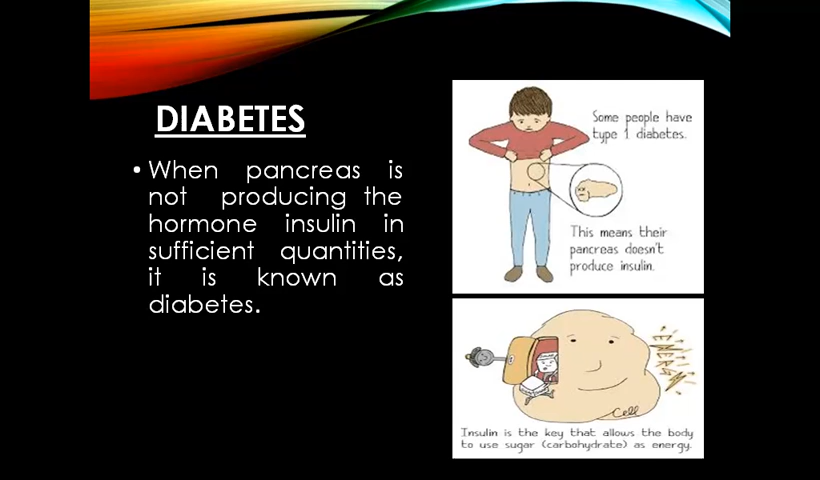 DIABETES
• When pancreas is
not producing the
hormone insulin in
sufficient quantities,
it is known as
diabetes.
Some people have
type 1 diabetes.
This means their
pancreas doesn't
produce insulin.
ENERGY
Cell
Insulin is the key that allows the body
to use sugar (carbohydrate) as energy.